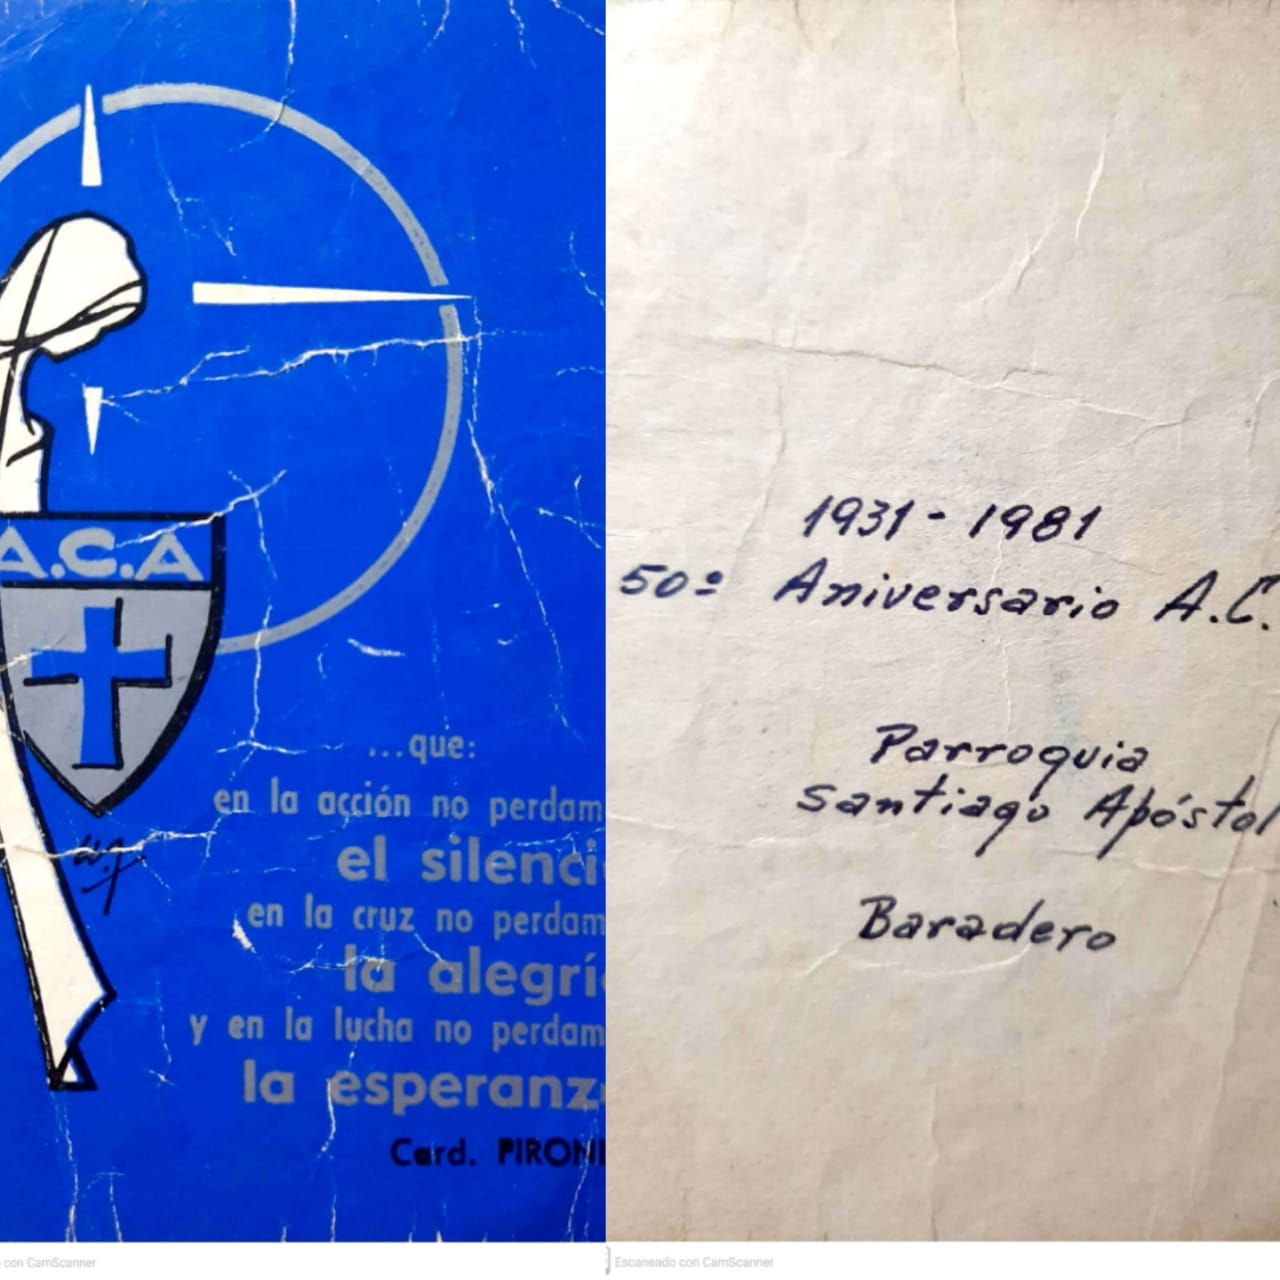 A.C.A
...que:
en la acción no perdam
el silenci
en la cruz no perdam
la alegrí
y en la lucha no perdam
la esperanz
Card. PIRONI
con CamScanner
1931 - 1981
50º Aniversario A.C.
Parroquia
Santiago Apóstol
Baradero
Escaneado con CamScanner